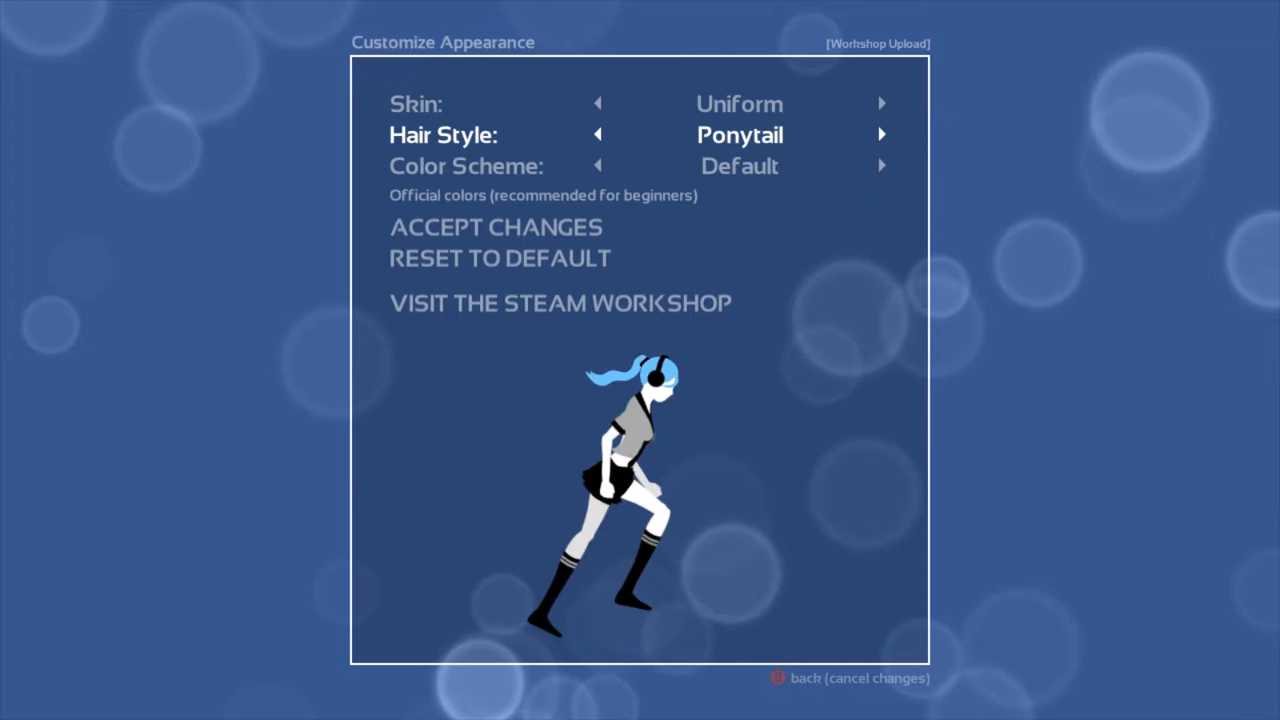 Customize Appearance [Workshop Upload]
Skin: Uniform
Hair Style: Ponytail
Color Scheme: Default
Official colors (recommended for beginners)
ACCEPT CHANGES
RESET TO DEFAULT
VISIT THE STEAM WORKSHOP
B back (cancel changes)